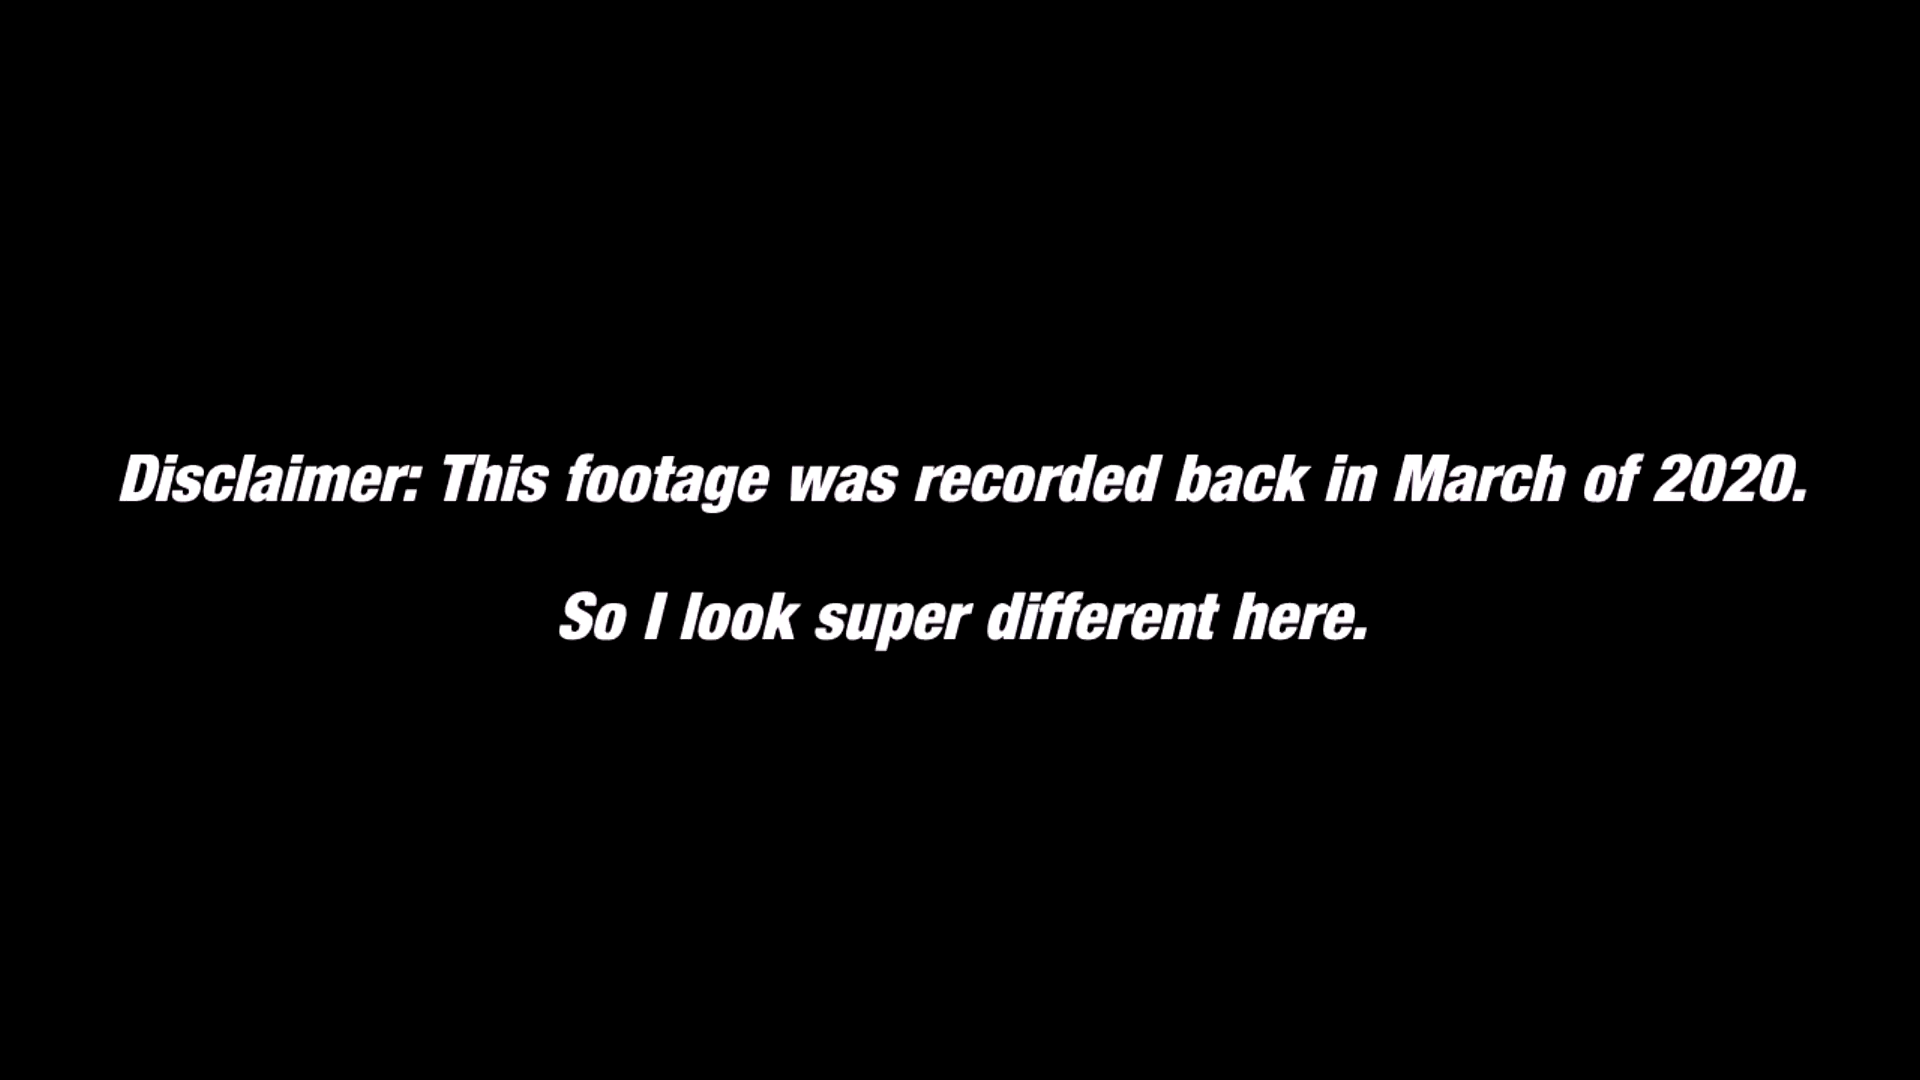 Disclaimer: This footage was recorded back in March of 2020.
So I look super different here.